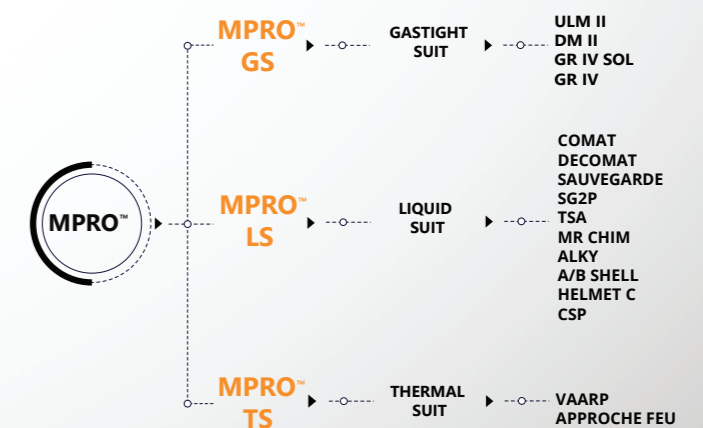 MPRO™
MPRO™
GS
GASTIGHT
SUIT
ULM II
DM II
GR IV SOL
GR IV
MPRO™
LS
LIQUID
SUIT
COMAT
DECOMAT
SAUVEGARDE
SG2P
TSA
MR CHIM
ALKY
A/B SHELL
HELMET C
CSP
MPRO™
TS
THERMAL
SUIT
VAARP
APPROCHE FEU